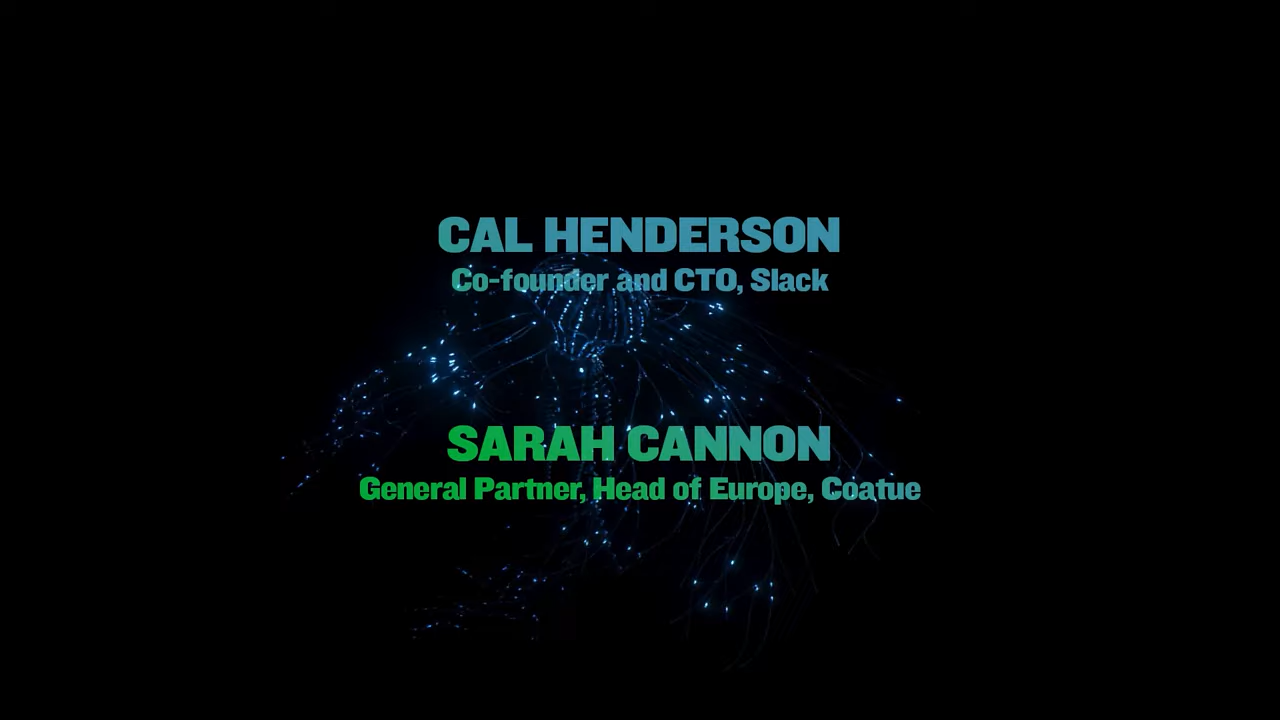 CAL HENDERSON
Co-founder and CTO, Slack
SARAH CANNON
General Partner, Head of Europe, Coatue